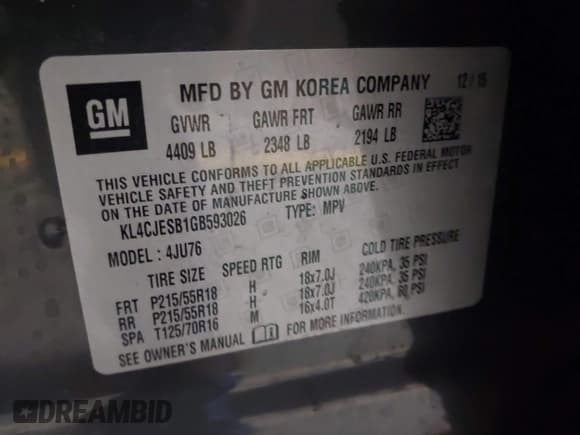 GM
MFD BY GM KOREA COMPANY 12 / 15
GVWR GAWR FRT GAWR RR
4409 LB 2348 LB 2194 LB
THIS VEHICLE CONFORMS TO ALL APPLICABLE U.S. FEDERAL MOTOR
VEHICLE SAFETY AND THEFT PREVENTION STANDARDS IN EFFECT
ON THE DATE OF MANUFACTURE SHOWN ABOVE.
KL4CJESB1GB593026 TYPE: MPV
MODEL : 4JU76
TIRE SIZE SPEED RTG RIM COLD TIRE PRESSURE
FRT P215/55R18 H 18x7.0J 240KPA, 35 PSI
RR P215/55R18 H 18x7.0J 240KPA, 35 PSI
SPA T125/70R16 M 16x4.0T 420KPA, 60 PSI
SEE OWNER'S MANUAL FOR MORE INFORMATION.
DREAMBID